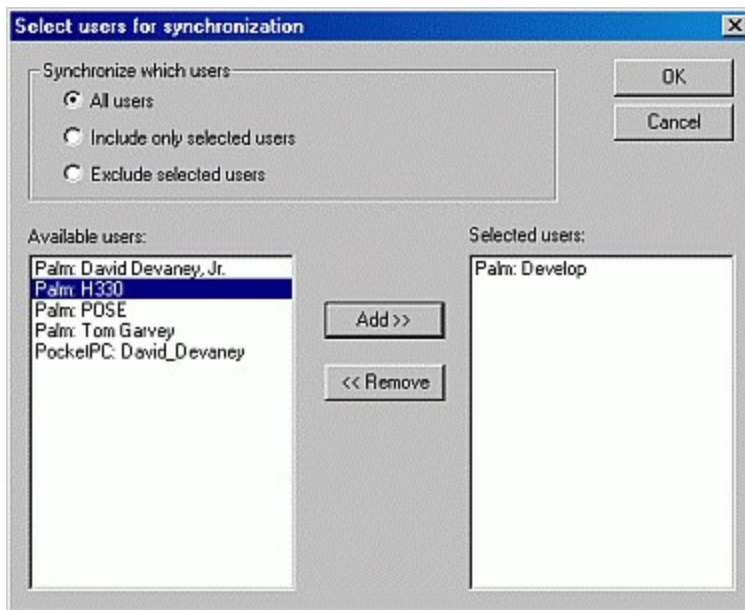 Select users for synchronization
Synchronize which users
All users
Include only selected users
Exclude selected users
OK
Cancel
Available users:
Palm: David Devaney, Jr.
Palm: H330
Palm: POSE
Palm: Tom Garvey
PocketPC: David_Devaney
Add >>
<< Remove
Selected users:
Palm: Develop